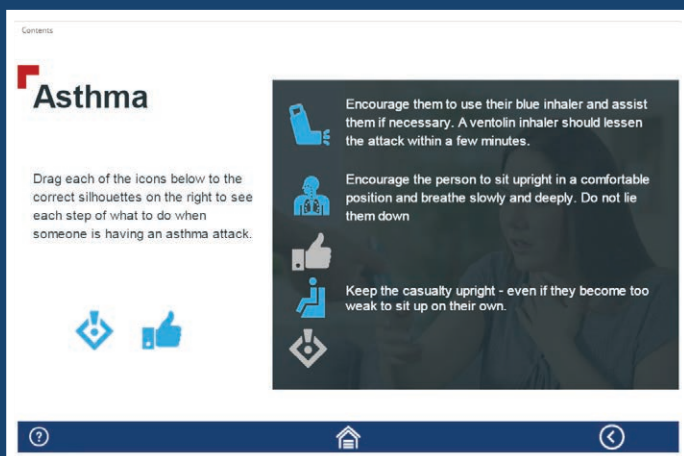 Contents
Asthma
Drag each of the icons below to the
correct silhouettes on the right to see
each step of what to do when
someone is having an asthma attack.
Encourage them to use their blue inhaler and assist
them if necessary. A ventolin inhaler should lessen
the attack within a few minutes.
Encourage the person to sit upright in a comfortable
position and breathe slowly and deeply. Do not lie
them down
Keep the casualty upright - even if they become too
weak to sit up on their own.
?